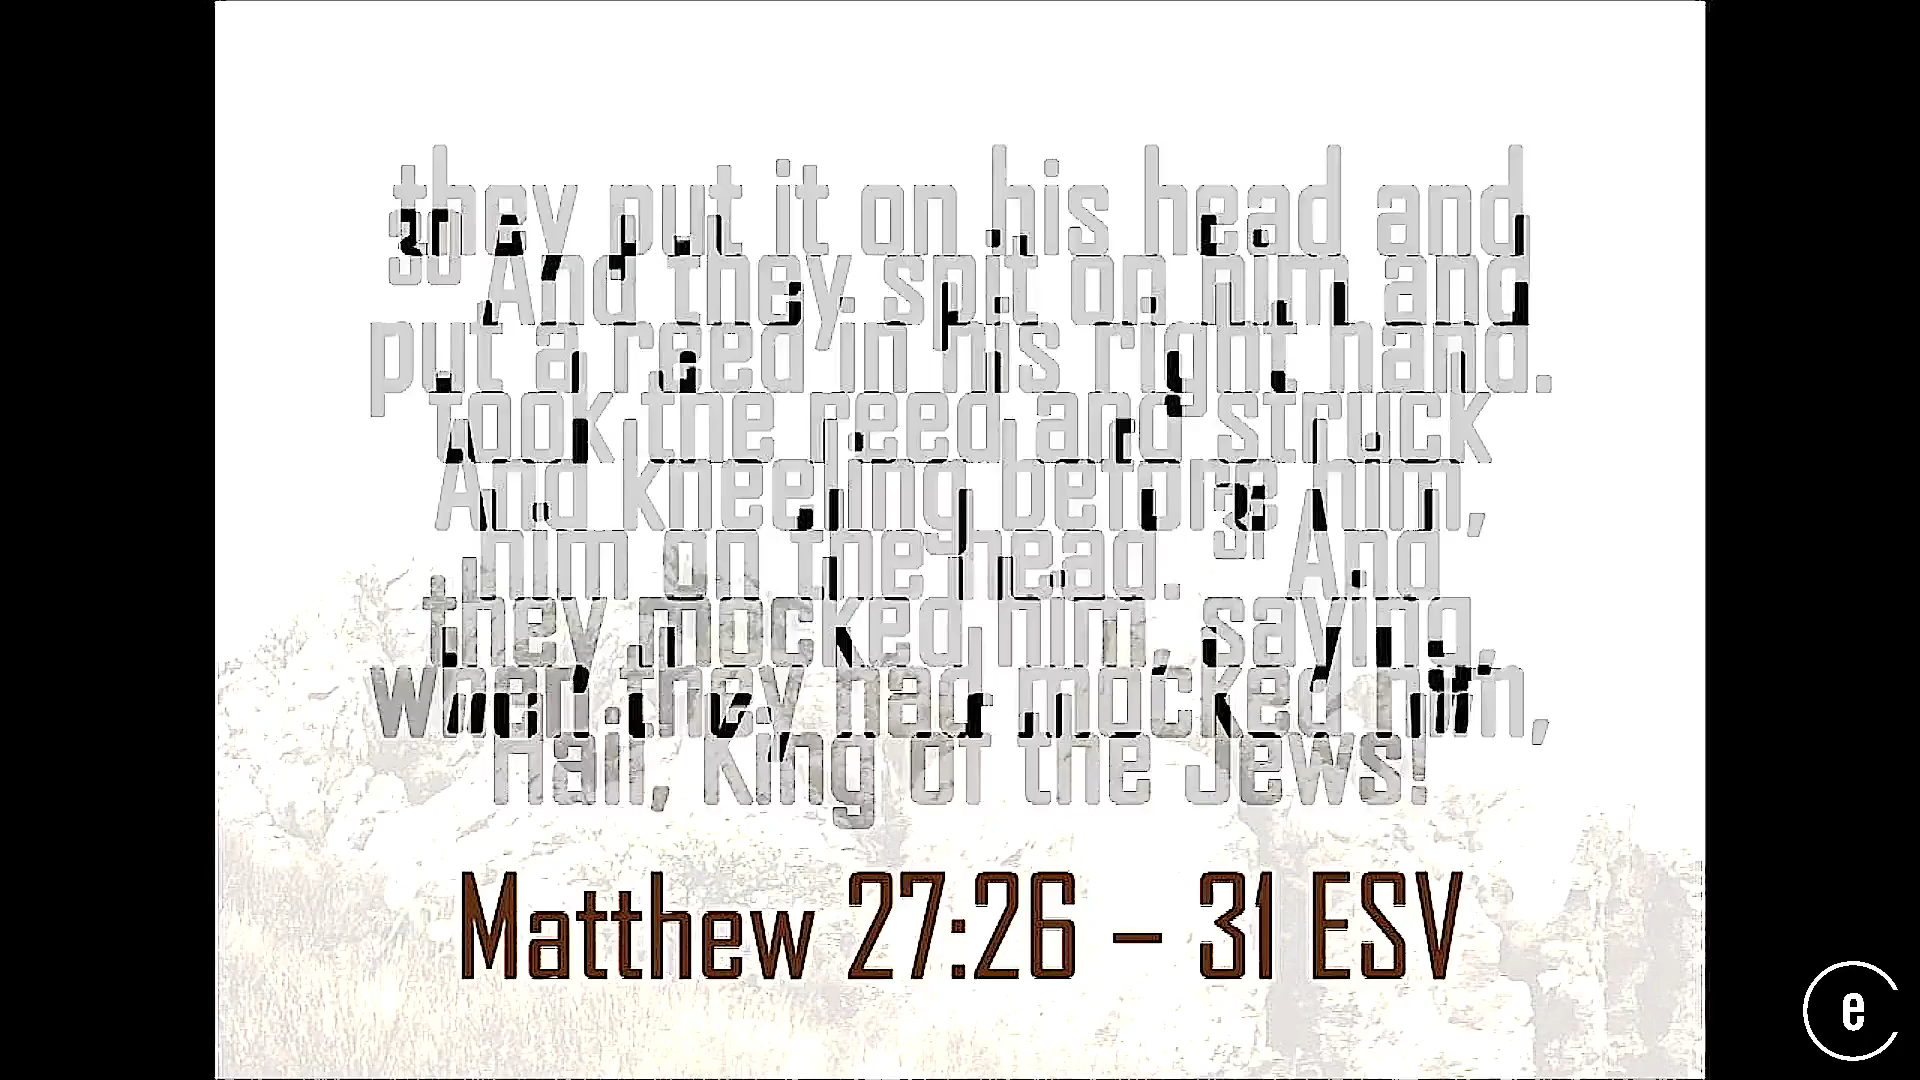 they put it on his head and
30 And they spit on him and
put a reed in his right hand.
took the reed and struck
And kneeling before him,
him on the head. 31 And
they mocked him, saying,
when they had mocked him,
Hail, King of the Jews!
Matthew 27:26 – 31 ESV
e